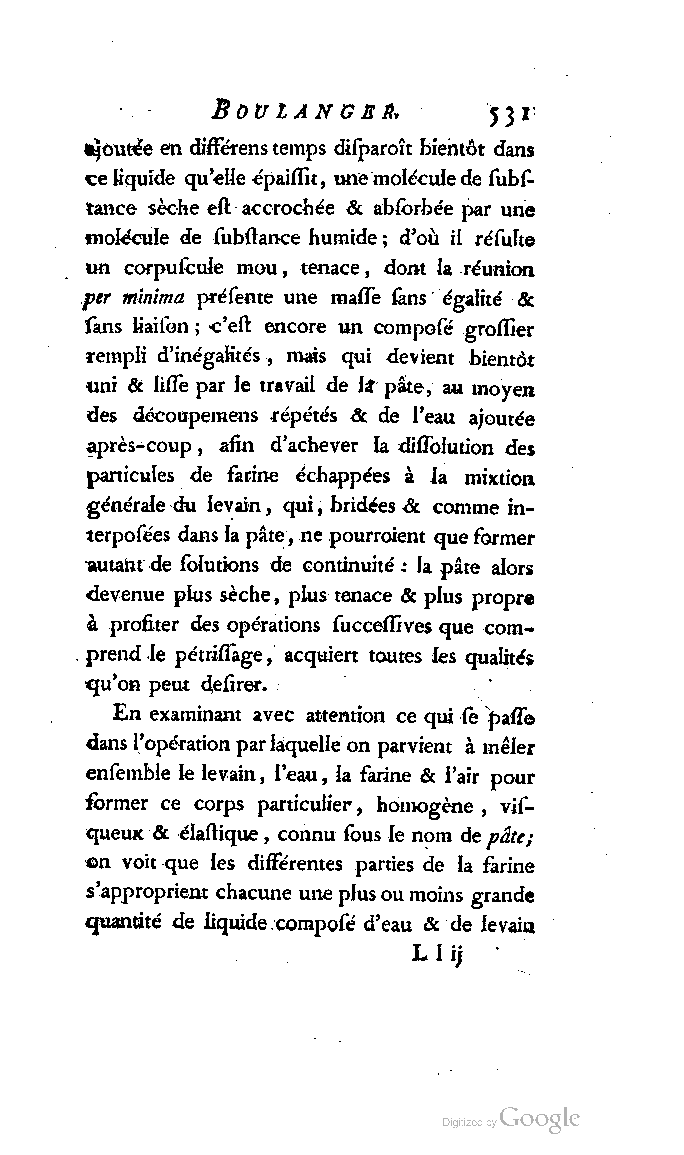 BOULANGER. 531
ajoutée en différens temps diſparoît bientôt dans
ce liquide qu'elle épaiſſit, une molécule de ſubſ-
tance sèche eſt accrochée & abſorbée par une
molécule de ſubſtance humide ; d'où il réſulte
un corpuſcule mou, tenace, dont la réunion
per minima préſente une maſſe ſans égalité &
ſans liaiſon ; c'eſt encore un compoſé groſſier
rempli d'inégalités, mais qui devient bientôt
uni & liſſe par le travail de la pâte, au moyen
des découpemens répétés & de l'eau ajoutée
après-coup, afin d'achever la diſſolution des
particules de farine échappées à la mixtion
générale du levain, qui, bridées & comme in-
terpoſées dans la pâte, ne pourroient que former
autant de ſolutions de continuité : la pâte alors
devenue plus sèche, plus tenace & plus propre
à profiter des opérations ſucceſſives que com-
prend le pétriſſage, acquiert toutes les qualités
qu'on peut deſirer.
En examinant avec attention ce qui ſe paſſe
dans l'opération par laquelle on parvient à mêler
enſemble le levain, l'eau, la farine & l'air pour
former ce corps particulier, homogène, viſ-
queux & élaſtique, connu ſous le nom de pâte;
on voit que les différentes parties de la farine
s'approprient chacune une plus ou moins grande
quantité de liquide compoſé d'eau & de levain
L l ij
Digitized by Google